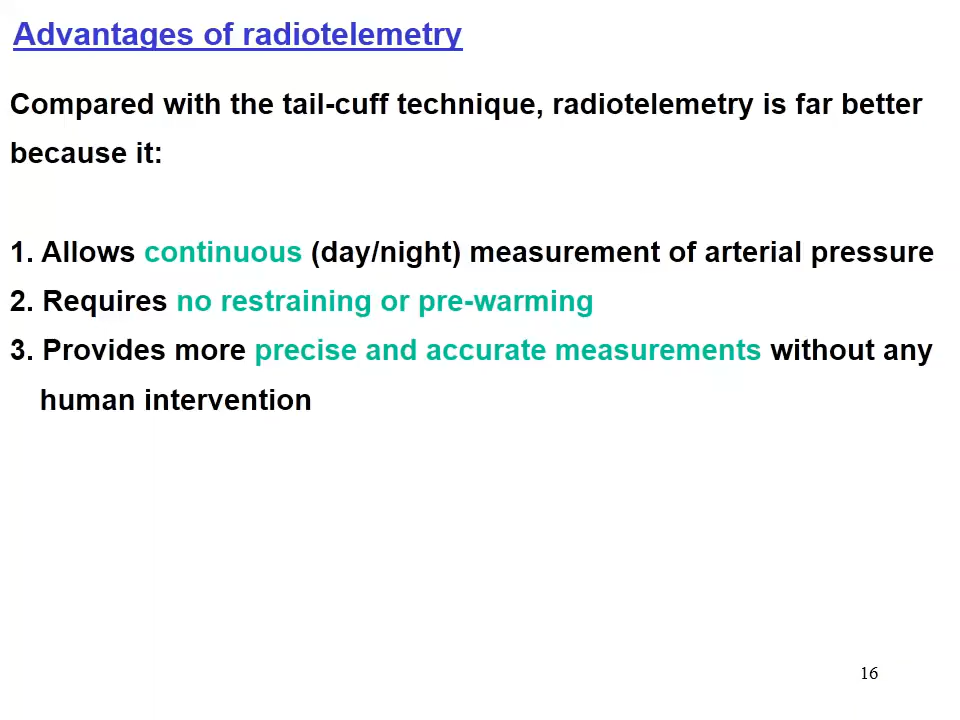 Advantages of radiotelemetry
Compared with the tail-cuff technique, radiotelemetry is far better
because it:
1. Allows continuous (day/night) measurement of arterial pressure
2. Requires no restraining or pre-warming
3. Provides more precise and accurate measurements without any
human intervention
16